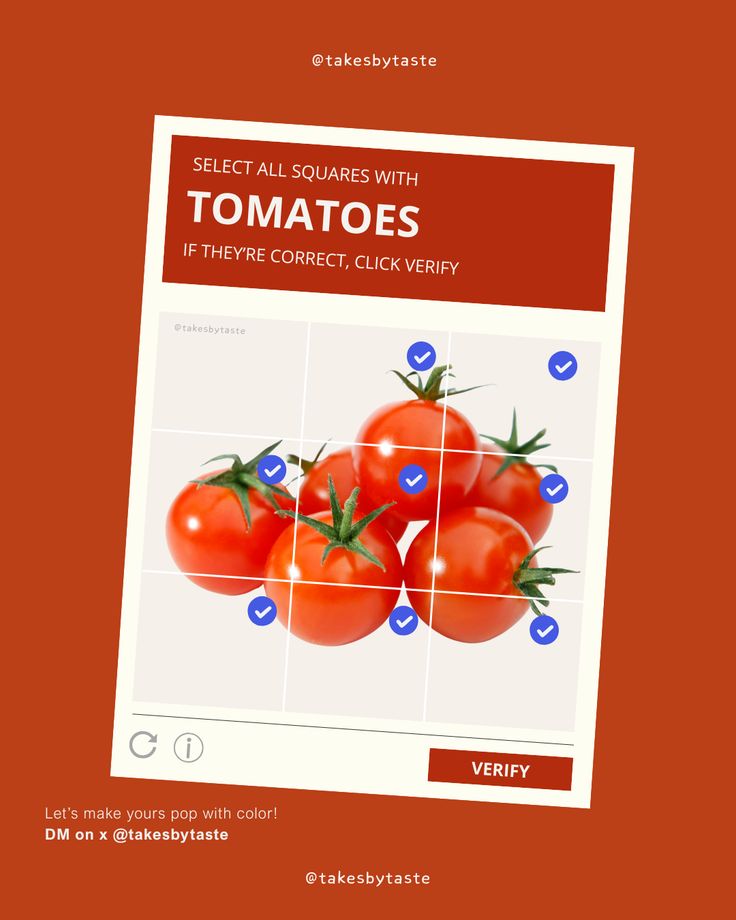 @takesbytaste
SELECT ALL SQUARES WITH
TOMATOES
IF THEY'RE CORRECT, CLICK VERIFY
@takesbytaste
VERIFY
Let's make yours pop with color!
DM on x @takesbytaste
@takesbytaste